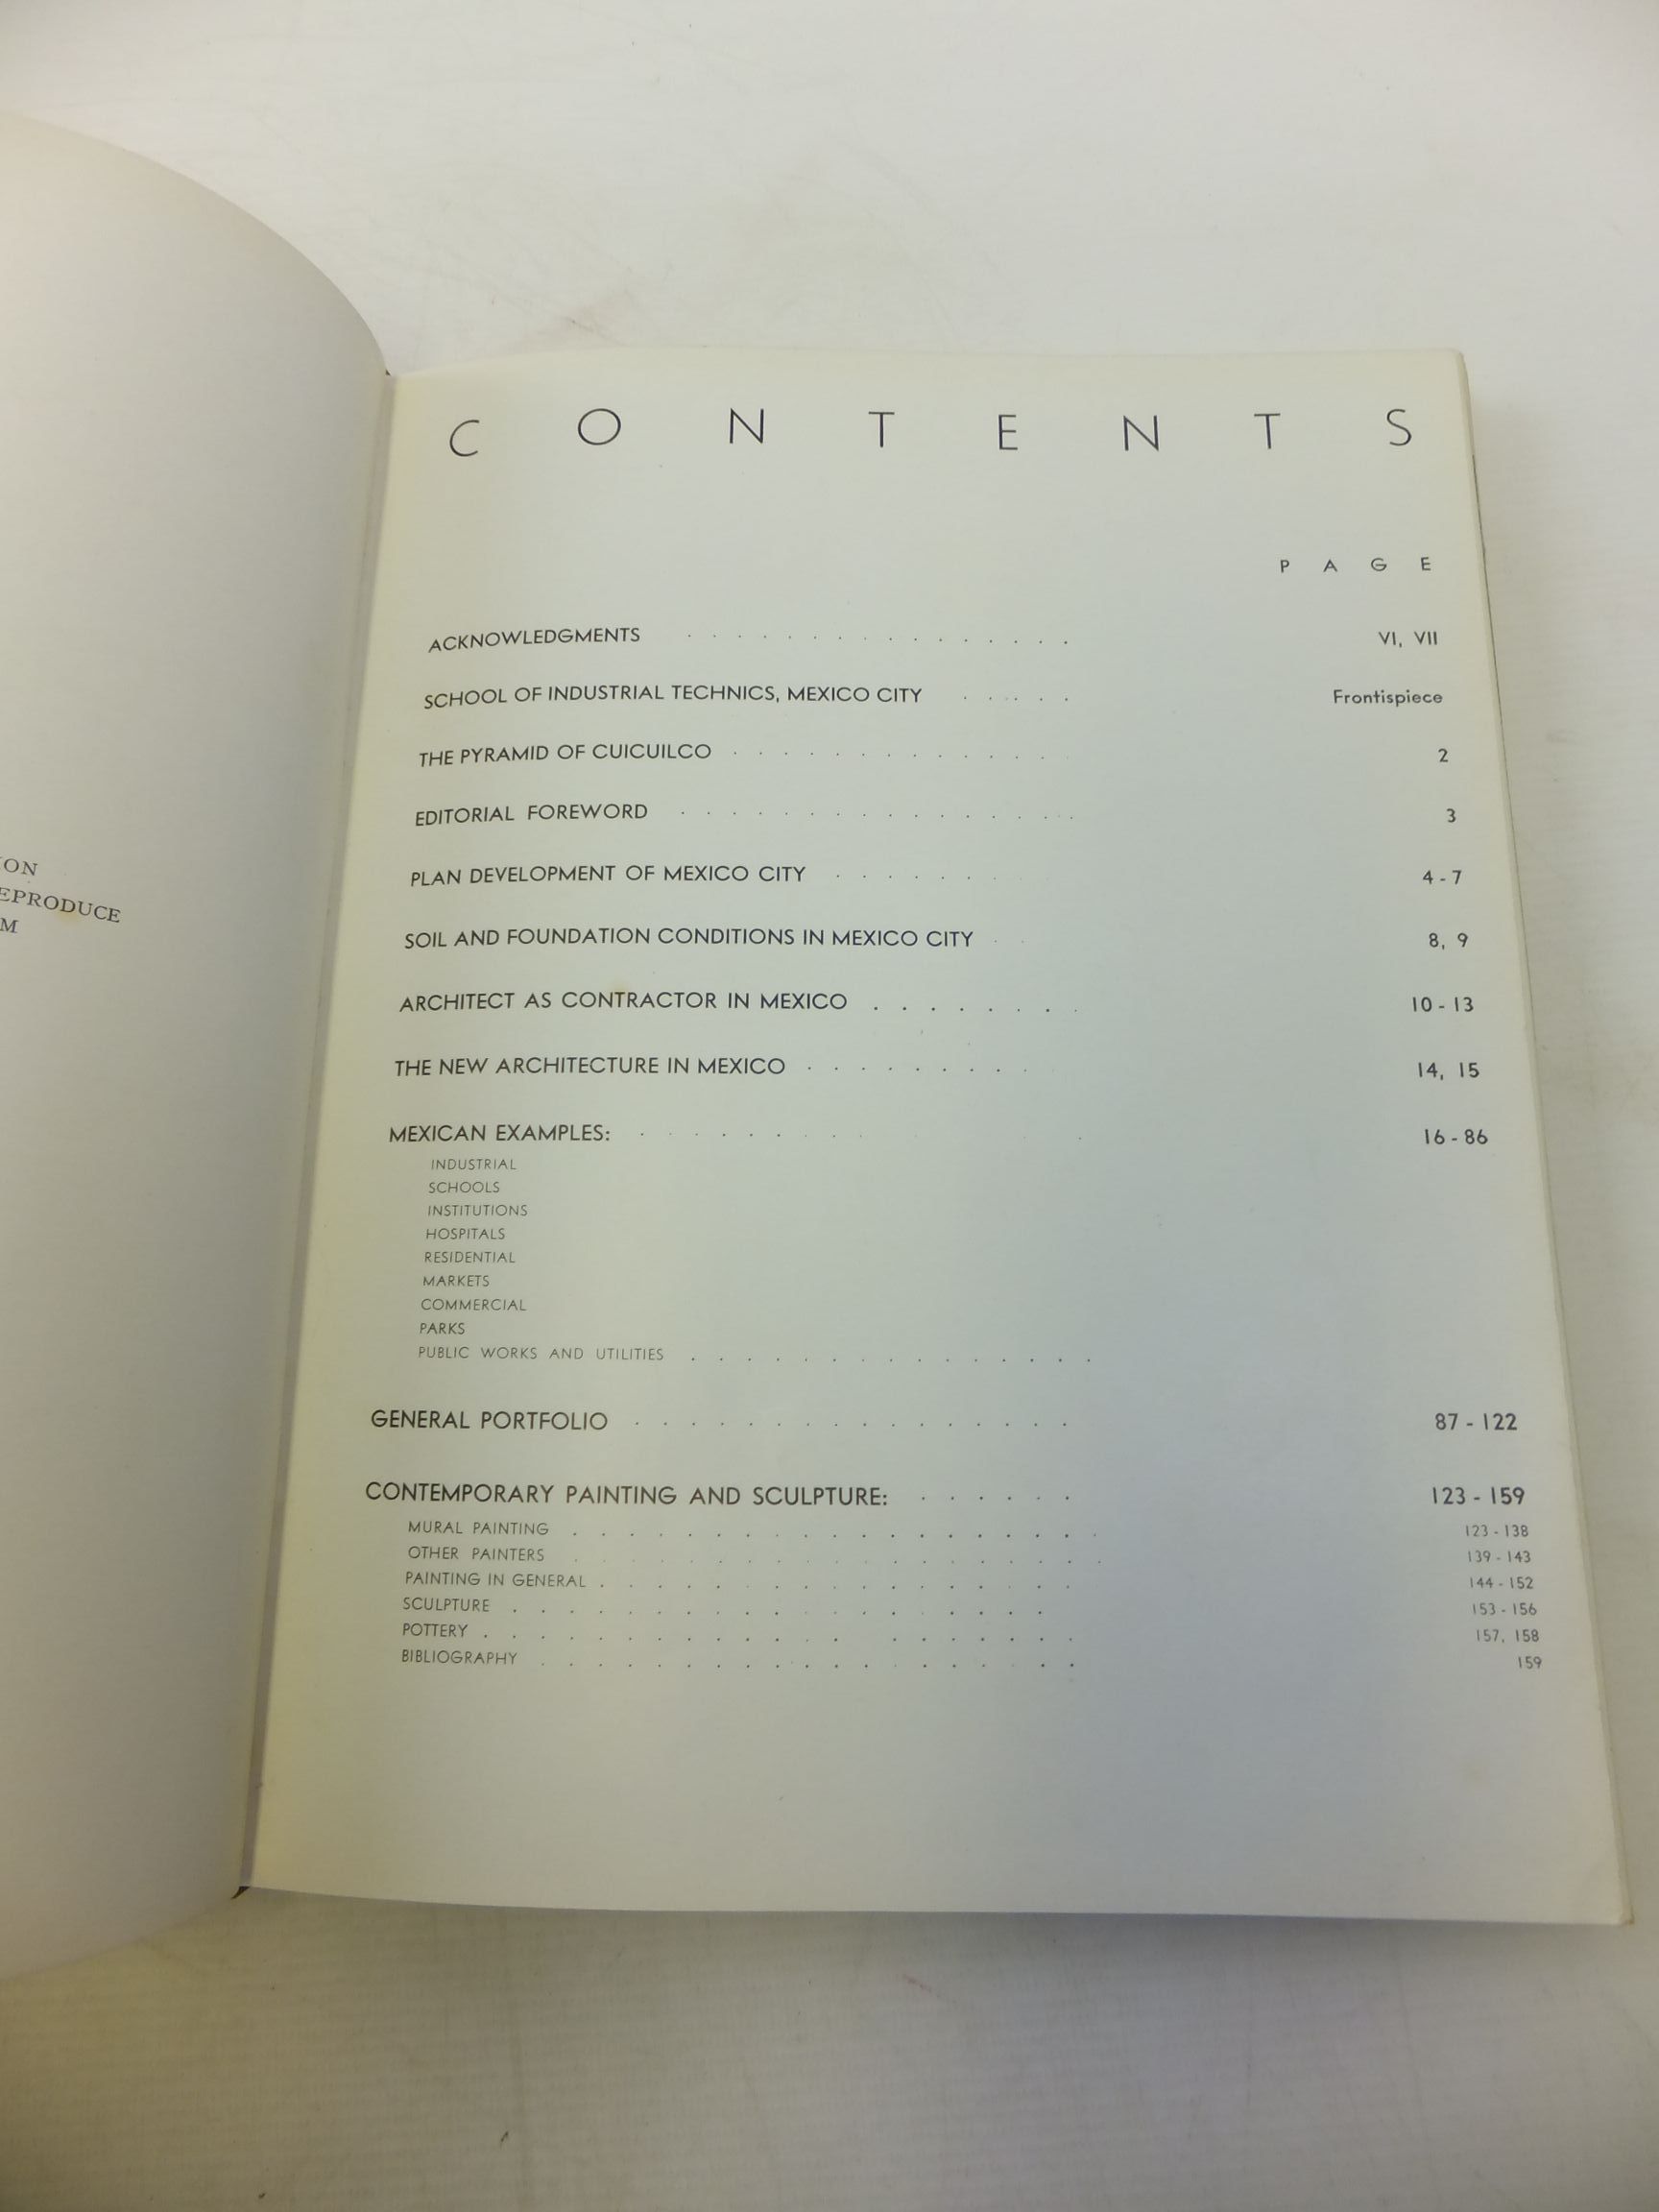 EPRODUCE
C O N T E N T S
P A G E
ACKNOWLEDGMENTS . . . . . . . . . . . . . . . . VI, VII
SCHOOL OF INDUSTRIAL TECHNICS, MEXICO CITY . . . . . Frontispiece
THE PYRAMID OF CUICUILCO . . . . . . . . . . . . . . 2
EDITORIAL FOREWORD . . . . . . . . . . . . . . . . 3
PLAN DEVELOPMENT OF MEXICO CITY . . . . . . . 4 - 7
SOIL AND FOUNDATION CONDITIONS IN MEXICO CITY . . 8, 9
ARCHITECT AS CONTRACTOR IN MEXICO . . . . . . . . 10 - 13
THE NEW ARCHITECTURE IN MEXICO . . . . . . . . . 14, 15
MEXICAN EXAMPLES: . . . . . . . . . . 16 - 86
INDUSTRIAL
SCHOOLS
INSTITUTIONS
HOSPITALS
RESIDENTIAL
MARKETS
COMMERCIAL
PARKS
PUBLIC WORKS AND UTILITIES . . . . . . . . . . . . . . .
GENERAL PORTFOLIO . . . . . . . . . . . . . . . . 87 - 122
CONTEMPORARY PAINTING AND SCULPTURE: . . . . . . 123 - 159
MURAL PAINTING . . . . . . . . . . . . . . . . . . . 123 - 138
OTHER PAINTERS . . . . . . . . . . . . . . . . . . . 139 - 143
PAINTING IN GENERAL . . . . . . . . . . . . . . . . . 144 - 152
SCULPTURE . . . . . . . . . . . . . . . . . . . 153 - 156
POTTERY . . . . . . . . . . . . . . . . . . . . 157, 158
BIBLIOGRAPHY . . . . . . . . . . . . . . . . . . . 159